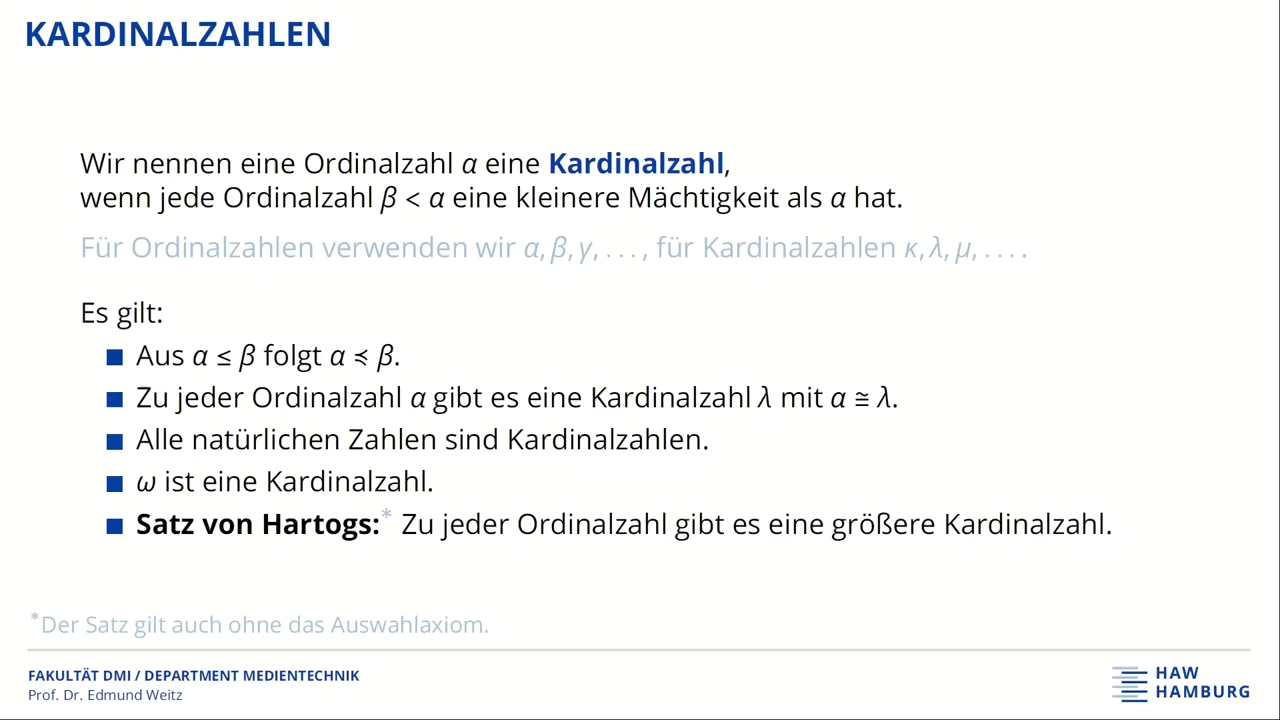 KARDINALZAHLEN
Wir nennen eine Ordinalzahl α eine Kardinalzahl,
wenn jede Ordinalzahl β < α eine kleinere Mächtigkeit als α hat.
Für Ordinalzahlen verwenden wir α, β, γ, . . . , für Kardinalzahlen κ, λ, μ, . . . .
Es gilt:
■ Aus α ≤ β folgt α ≼ β.
■ Zu jeder Ordinalzahl α gibt es eine Kardinalzahl λ mit α ≅ λ.
■ Alle natürlichen Zahlen sind Kardinalzahlen.
■ ω ist eine Kardinalzahl.
■ Satz von Hartogs:* Zu jeder Ordinalzahl gibt es eine größere Kardinalzahl.
*Der Satz gilt auch ohne das Auswahlaxiom.
FAKULTÄT DMI / DEPARTMENT MEDIENTECHNIK
Prof. Dr. Edmund Weitz
HAW
HAMBURG